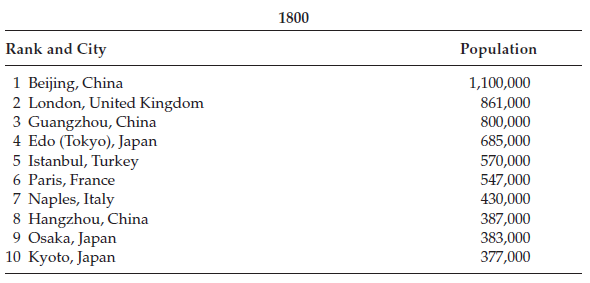 1800
Rank and City Population
1 Beijing, China 1,100,000
2 London, United Kingdom 861,000
3 Guangzhou, China 800,000
4 Edo (Tokyo), Japan 685,000
5 Istanbul, Turkey 570,000
6 Paris, France 547,000
7 Naples, Italy 430,000
8 Hangzhou, China 387,000
9 Osaka, Japan 383,000
10 Kyoto, Japan 377,000